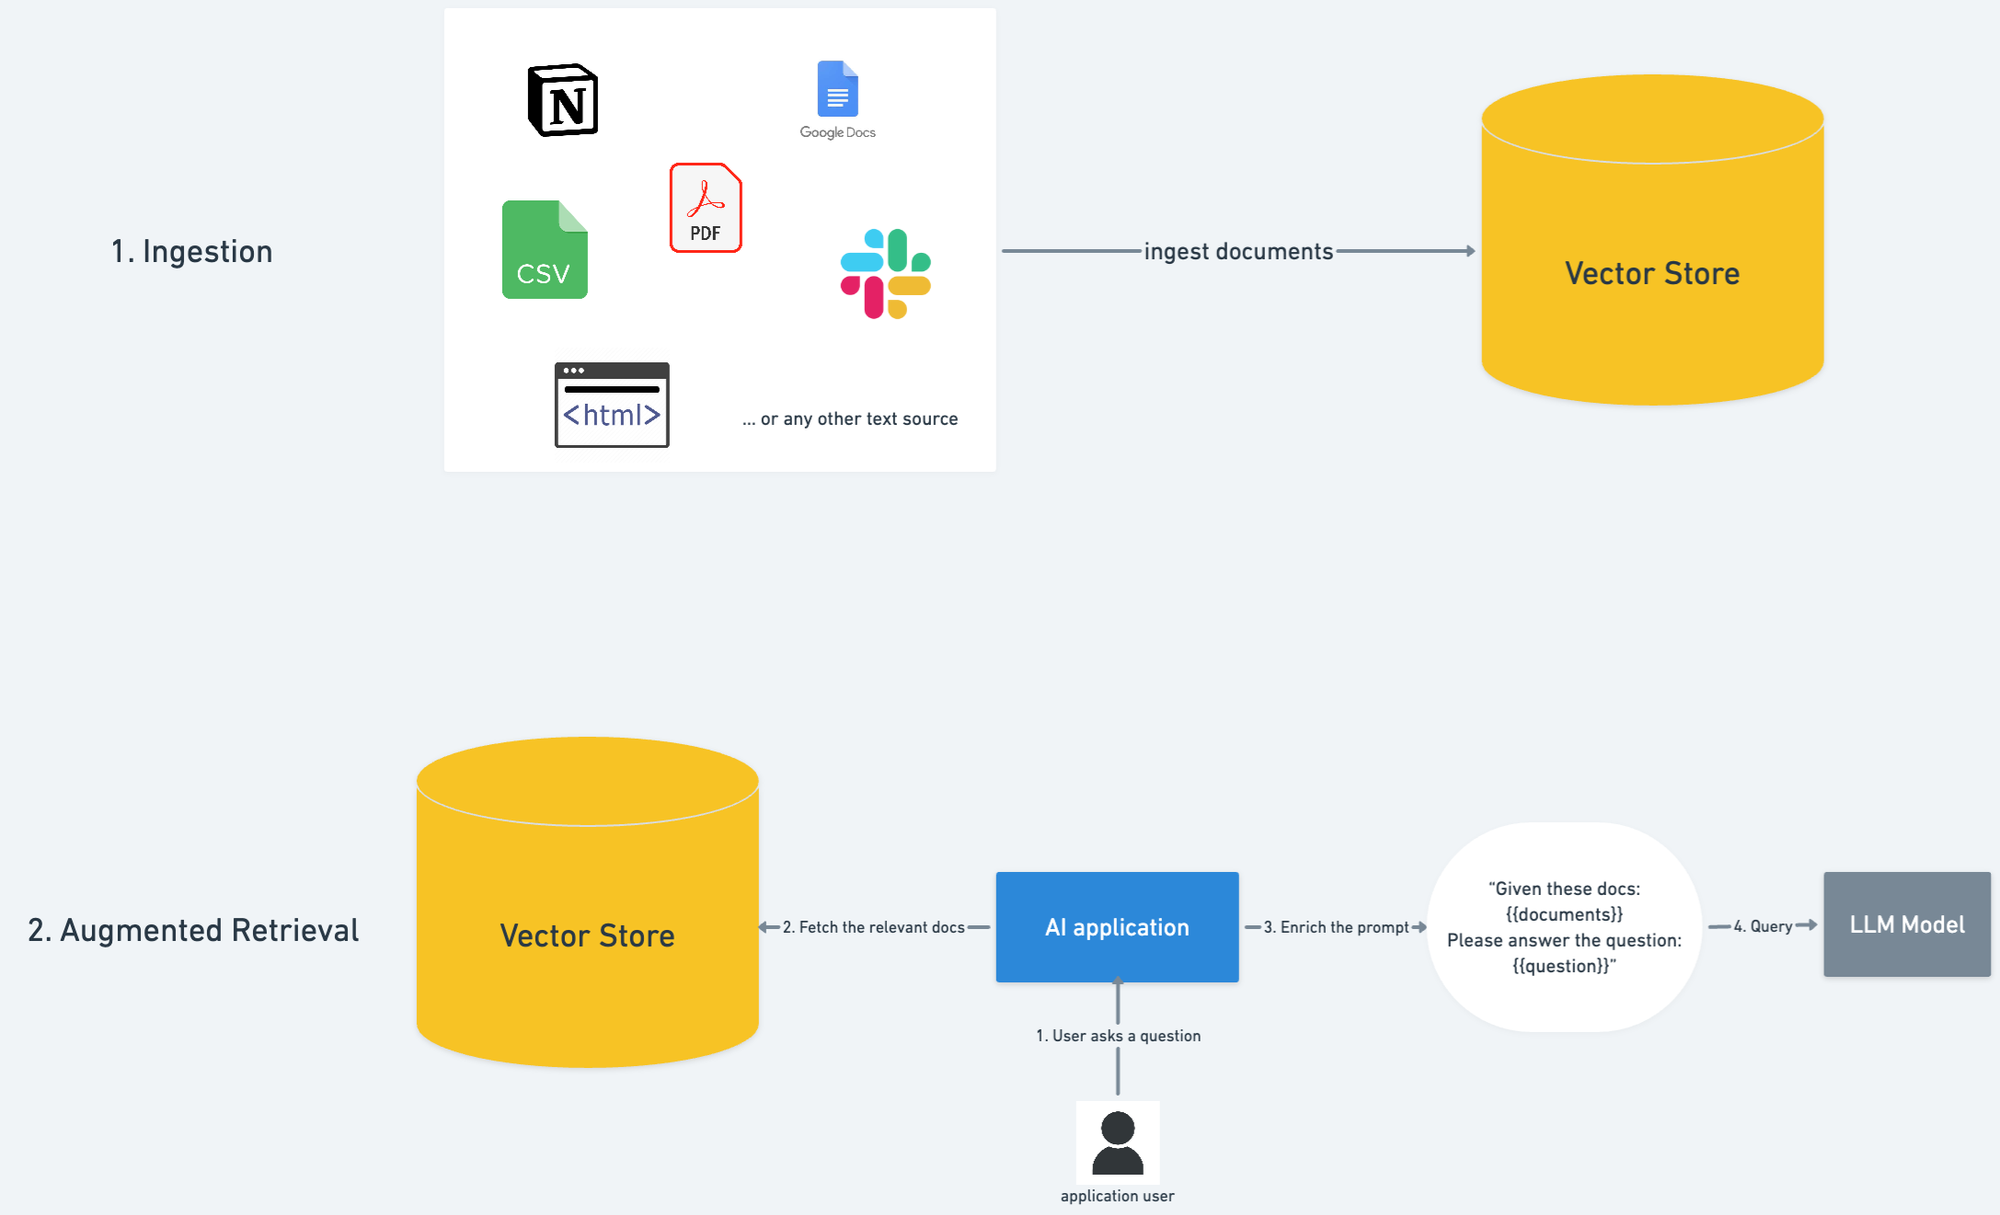 N
Google Docs
PDF
CSV
1. Ingestion
ingest documents
Vector Store
<html>
... or any other text source
2. Augmented Retrieval
Vector Store
2. Fetch the relevant docs
AI application
3. Enrich the prompt
“Given these docs:
{{documents}}
Please answer the question:
{{question}}”
4. Query
LLM Model
1. User asks a question
application user